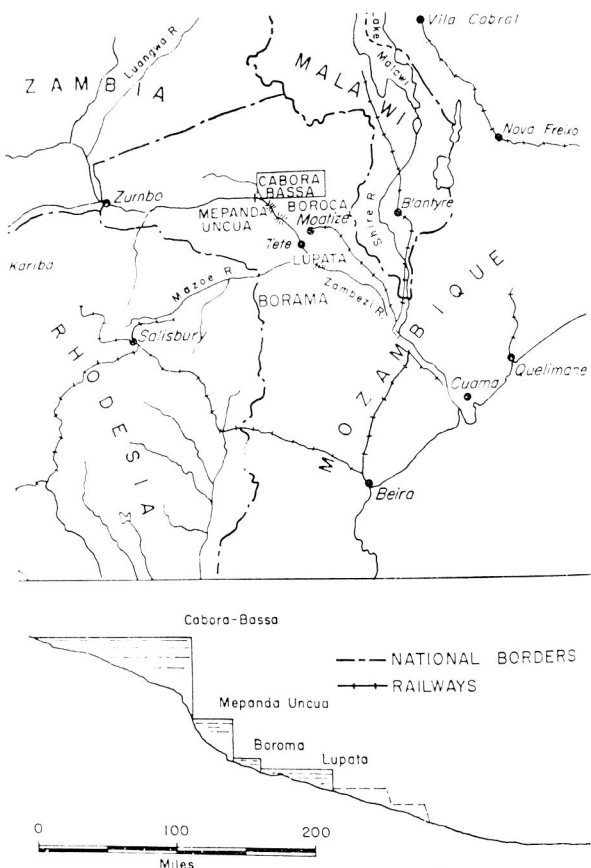 Vila Cabral
Luangwa R
Lake Malawi
ZAMBIA
MALAWI
Nova Freixo
CABORA
BASSA
Zumbo
MEPANDA
UNCUA
BOROCA
Moatize
Shire R
Blantyre
Tete
LUPATA
Kariba
Mazoe R
Zambezi R
BORAMA
MOZAMBIQUE
RHODESIA
Salisbury
Quelimane
Cuama
Beira
Cabora-Bassa
NATIONAL BORDERS
RAILWAYS
Mepanda Uncua
Boroma
Lupata
0 100 200
Miles